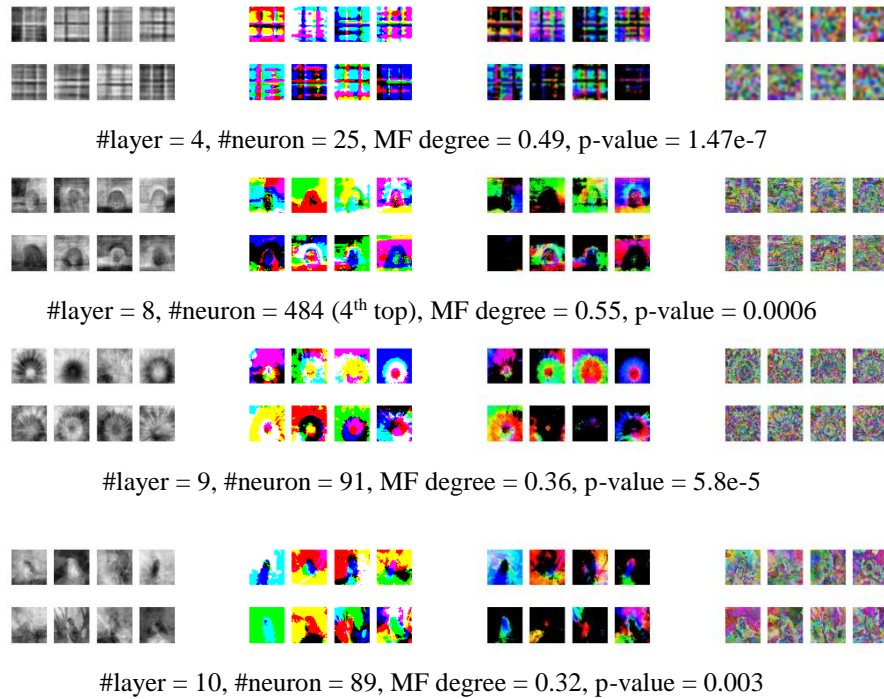 #layer = 4, #neuron = 25, MF degree = 0.49, p-value = 1.47e-7
#layer = 8, #neuron = 484 (4th top), MF degree = 0.55, p-value = 0.0006
#layer = 9, #neuron = 91, MF degree = 0.36, p-value = 5.8e-5
#layer = 10, #neuron = 89, MF degree = 0.32, p-value = 0.003